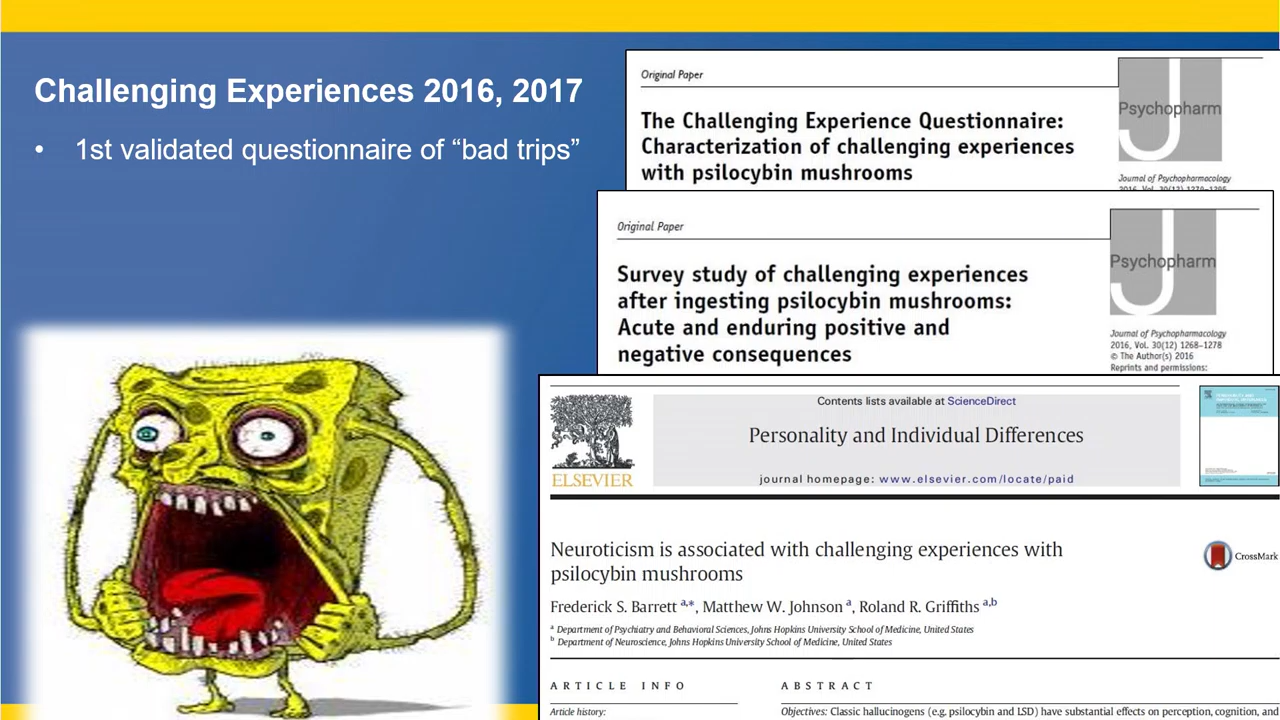 Challenging Experiences 2016, 2017
• 1st validated questionnaire of “bad trips”
Original Paper
The Challenging Experience Questionnaire:
Characterization of challenging experiences
with psilocybin mushrooms
J
Psychopharm
Journal of Psychopharmacology
2016, Vol. 30(12) 1279–1295
Original Paper
Survey study of challenging experiences
after ingesting psilocybin mushrooms:
Acute and enduring positive and
negative consequences
J
Psychopharm
Journal of Psychopharmacology
2016, Vol. 30(12) 1268–1278
© The Author(s) 2016
Reprints and permissions:
ELSEVIER
Contents lists available at ScienceDirect
Personality and Individual Differences
journal homepage: www.elsevier.com/locate/paid
Neuroticism is associated with challenging experiences with
psilocybin mushrooms
CrossMark
Frederick S. Barrett a,*, Matthew W. Johnson a, Roland R. Griffiths a,b
a Department of Psychiatry and Behavioral Sciences, Johns Hopkins University School of Medicine, United States
b Department of Neuroscience, Johns Hopkins University School of Medicine, United States
ARTICLE INFO
Article history:
ABSTRACT
Objectives: Classic hallucinogens (e.g. psilocybin and LSD) have substantial effects on perception, cognition, and